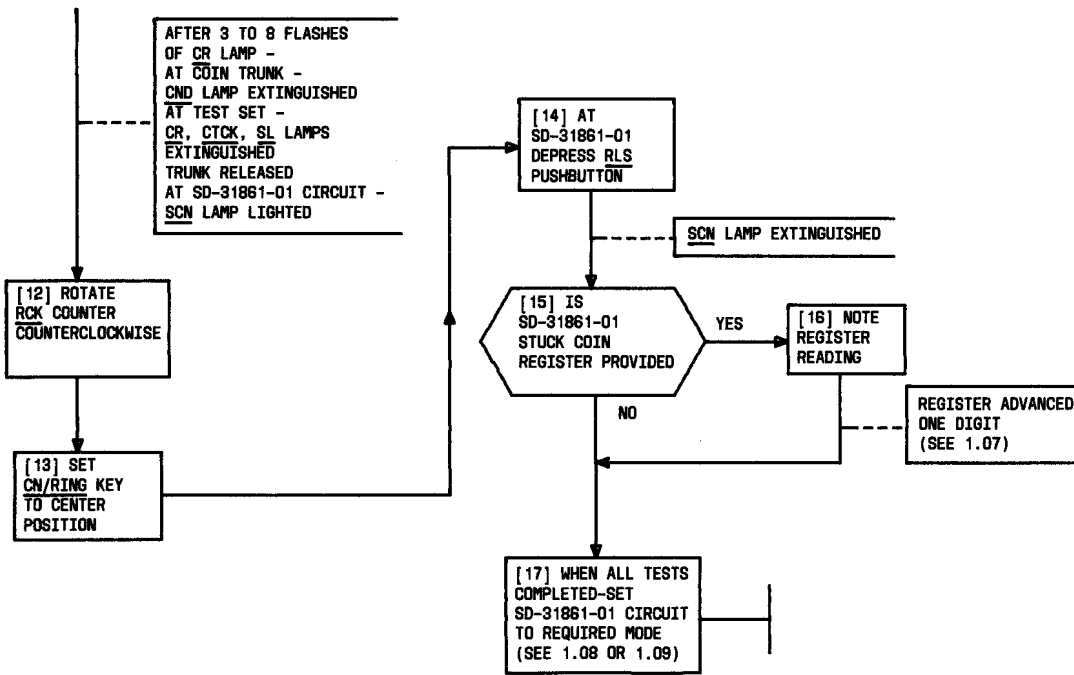 AFTER 3 TO 8 FLASHES
OF CR LAMP -
AT COIN TRUNK -
CND LAMP EXTINGUISHED
AT TEST SET -
CR, CTCK, SL LAMPS
EXTINGUISHED
TRUNK RELEASED
AT SD-31861-01 CIRCUIT -
SCN LAMP LIGHTED
[12] ROTATE
RCK COUNTER
COUNTERCLOCKWISE
[13] SET
CN/RING KEY
TO CENTER
POSITION
[14] AT
SD-31861-01
DEPRESS RLS
PUSHBUTTON
SCN LAMP EXTINGUISHED
[15] IS
SD-31861-01
STUCK COIN
REGISTER PROVIDED
YES
NO
[16] NOTE
REGISTER
READING
REGISTER ADVANCED
ONE DIGIT
(SEE 1.07)
[17] WHEN ALL TESTS
COMPLETED-SET
SD-31861-01 CIRCUIT
TO REQUIRED MODE
(SEE 1.08 OR 1.09)